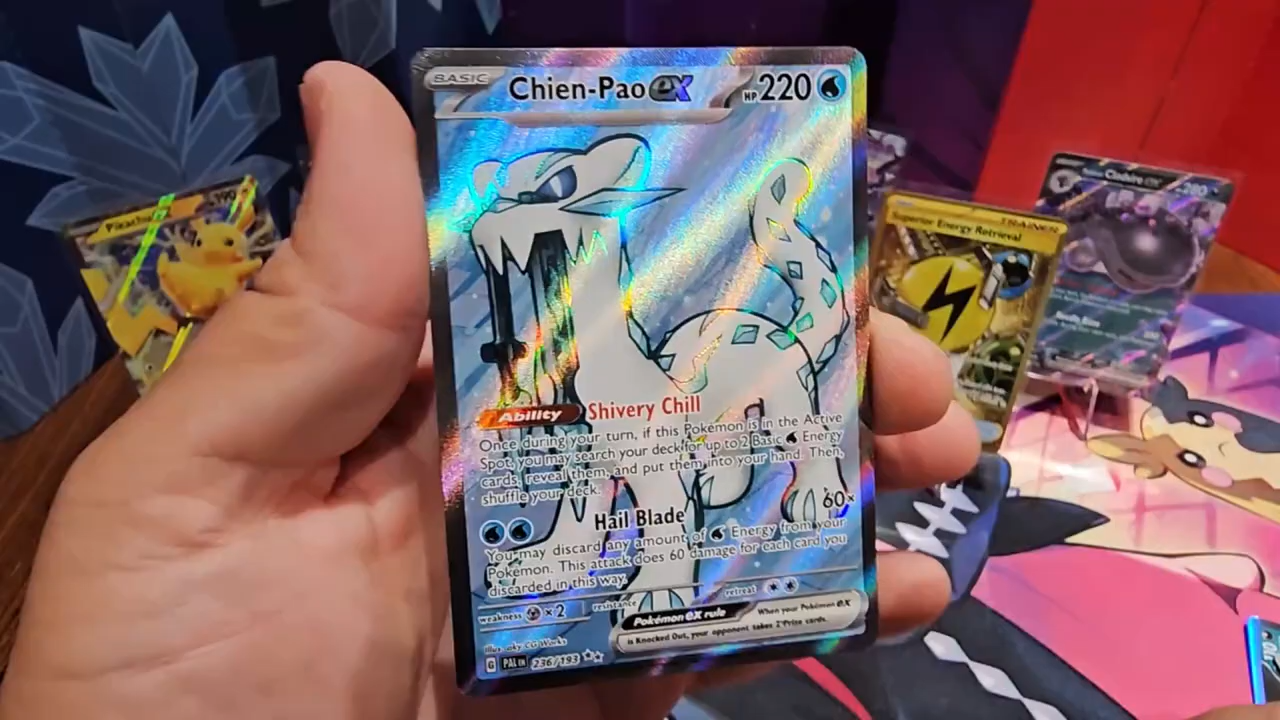 BASIC Chien-Pao ex HP 220
Ability Shivery Chill
Once during your turn, if this Pokémon is in the Active
Spot, you may search your deck for up to 2 Basic Energy
cards, reveal them, and put them into your hand. Then,
shuffle your deck.
Hail Blade 60×
You may discard any amount of Energy from your
Pokémon. This attack does 60 damage for each card you
discarded in this way.
weakness ×2 resistance retreat
Pokémon ex rule When your Pokémon ex
is Knocked Out, your opponent takes 2 Prize cards.
Illus. aky CG Works
G PAL EN 236/193
Pikachu 190
TRAINER
Superior Energy Retrieval
Clodsire ex 280